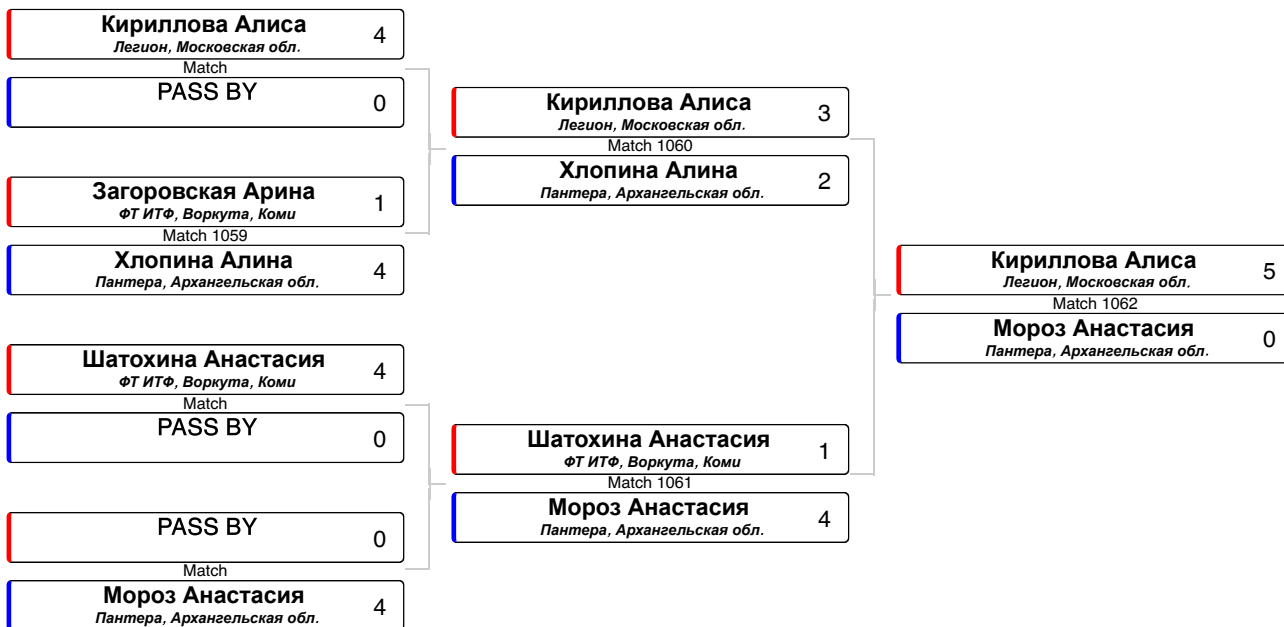 Кириллова Алиса 4
Легион, Московская обл.
Match
PASS BY 0
Загоровская Арина 1
ФТ ИТФ, Воркута, Коми
Match 1059
Хлопина Алина 4
Пантера, Архангельская обл.
Шатохина Анастасия 4
ФТ ИТФ, Воркута, Коми
Match
PASS BY 0
PASS BY 0
Match
Мороз Анастасия 4
Пантера, Архангельская обл.
Кириллова Алиса 3
Легион, Московская обл.
Match 1060
Хлопина Алина 2
Пантера, Архангельская обл.
Шатохина Анастасия 1
ФТ ИТФ, Воркута, Коми
Match 1061
Мороз Анастасия 4
Пантера, Архангельская обл.
Кириллова Алиса 5
Легион, Московская обл.
Match 1062
Мороз Анастасия 0
Пантера, Архангельская обл.